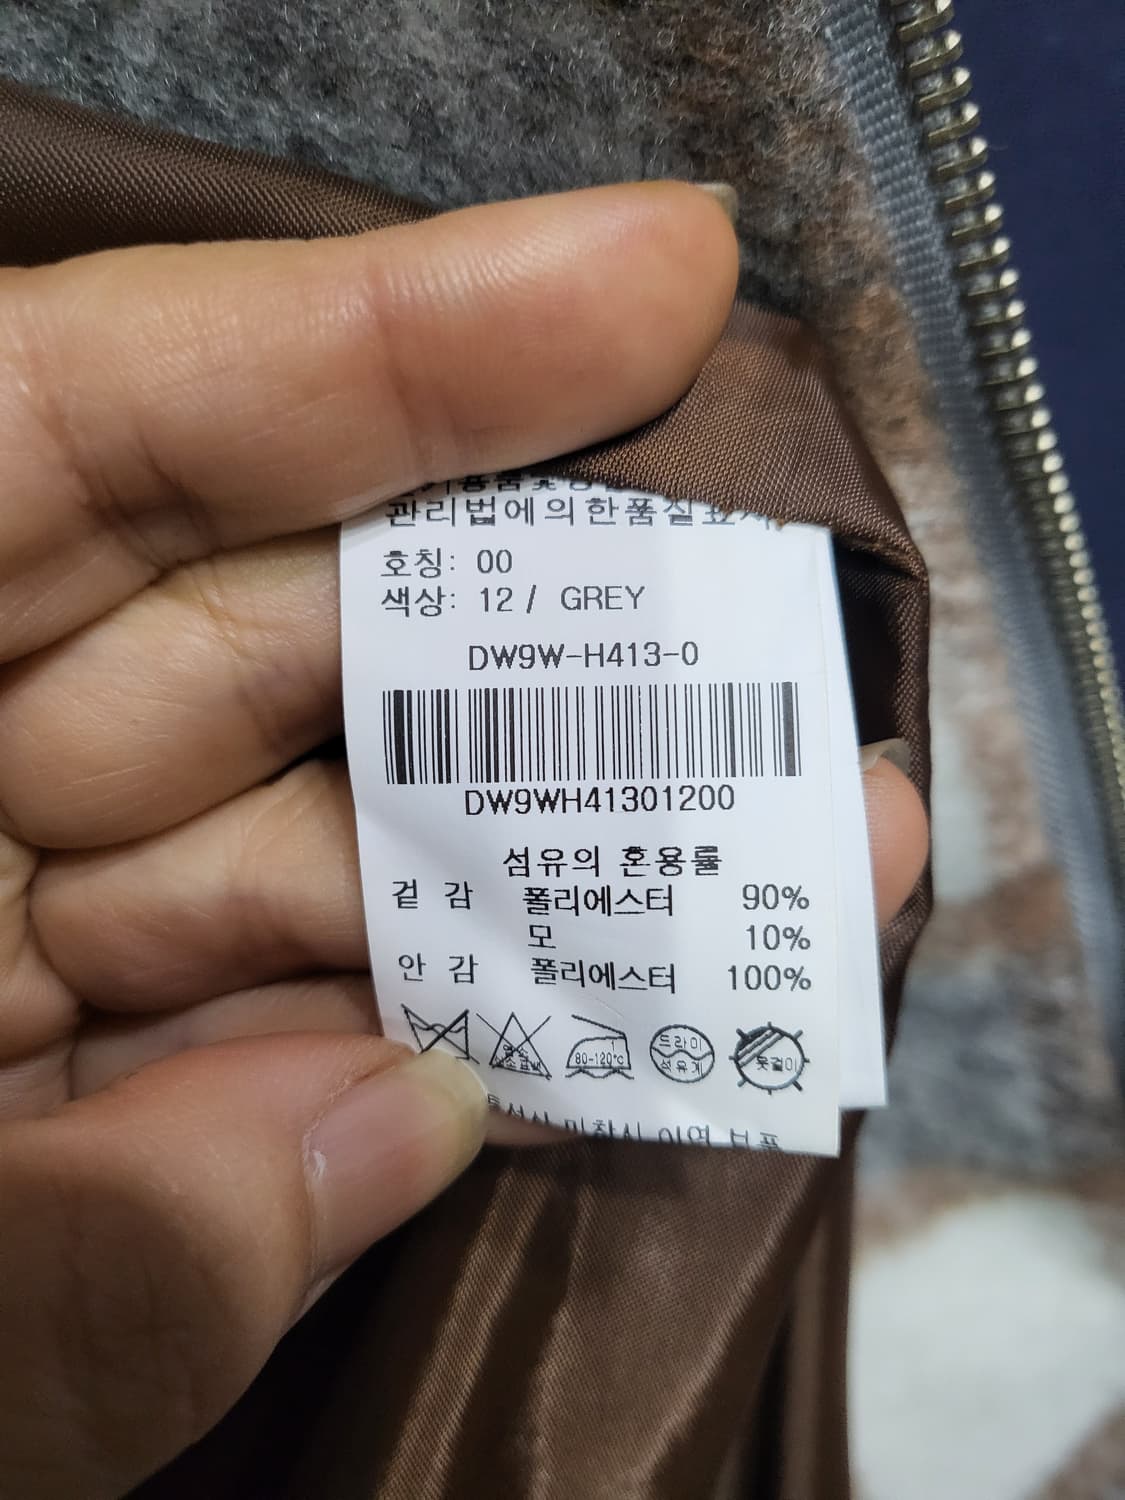 관리법에의한품질표시
호칭: 00
색상: 12 / GREY
DW9W-H413-0
DW9WH41301200
섬유의 혼용률
겉 감 폴리에스터 90%
모 10%
안 감 폴리에스터 100%
80-120°C
드라이
석유계
옷걸이